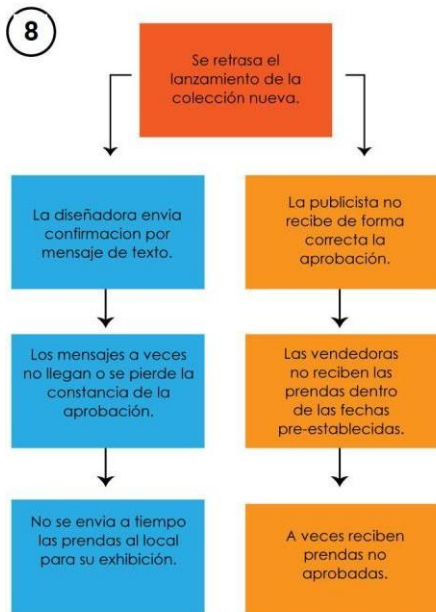 8
Se retrasa el
lanzamiento de la
colección nueva.
La diseñadora envia
confirmacion por
mensaje de texto.
Los mensajes a veces
no llegan o se pierde la
constancia de la
aprobación.
No se envia a tiempo
las prendas al local
para su exhibición.
La publicista no
recibe de forma
correcta la
aprobación.
Las vendedoras
no reciben las
prendas dentro
de las fechas
pre-establecidas.
A veces reciben
prendas no
aprobadas.